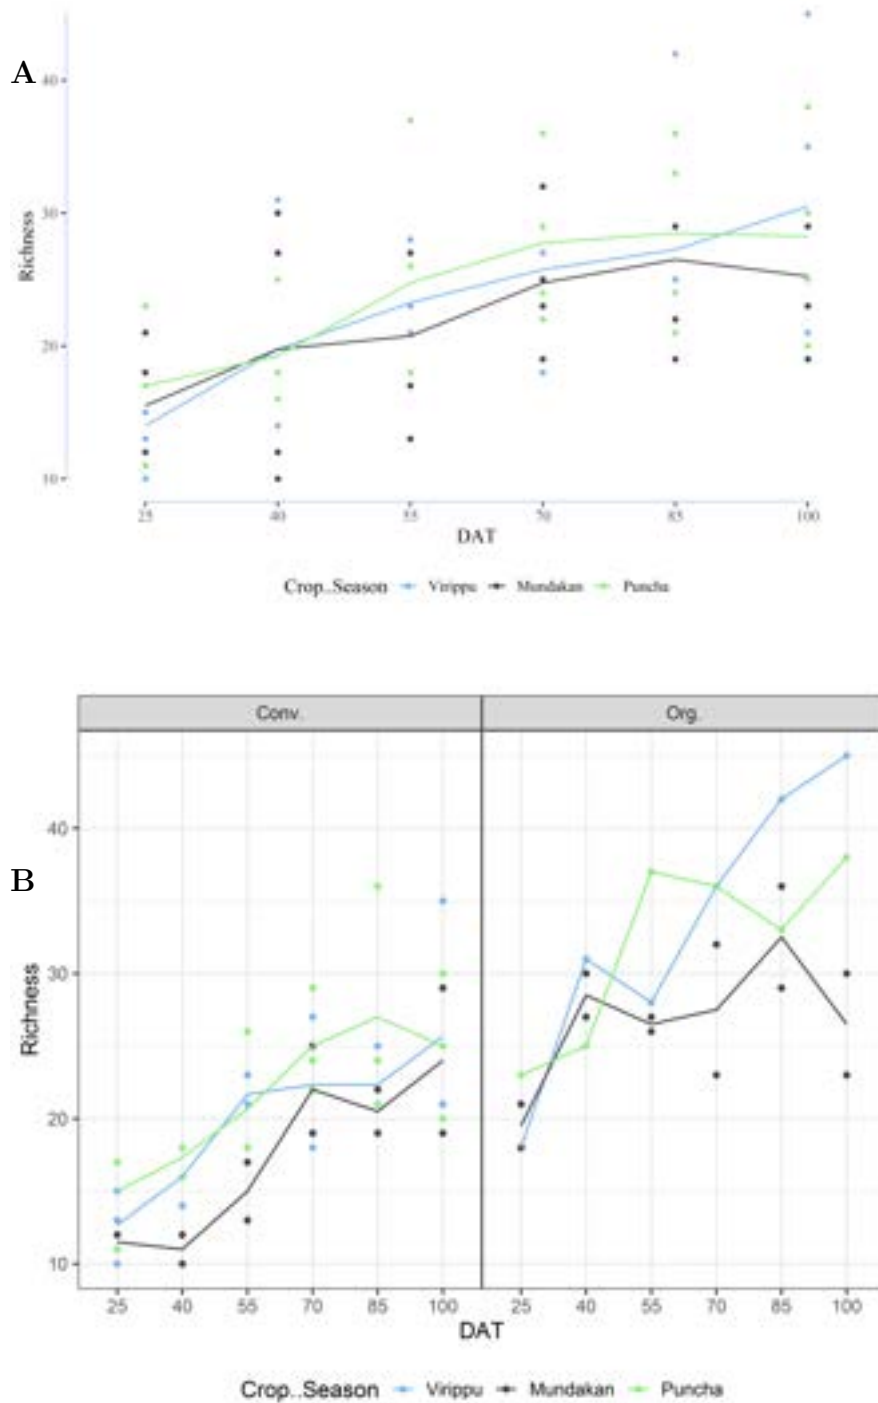 A
40
30
20
10
Richness
25 40 55 70 85 100
DAT
Crop..Season Virippu Mundakan Puncha
Conv. Org.
B
40
30
20
10
Richness
25 40 55 70 85 100 25 40 55 70 85 100
DAT
Crop..Season Virippu Mundakan Puncha